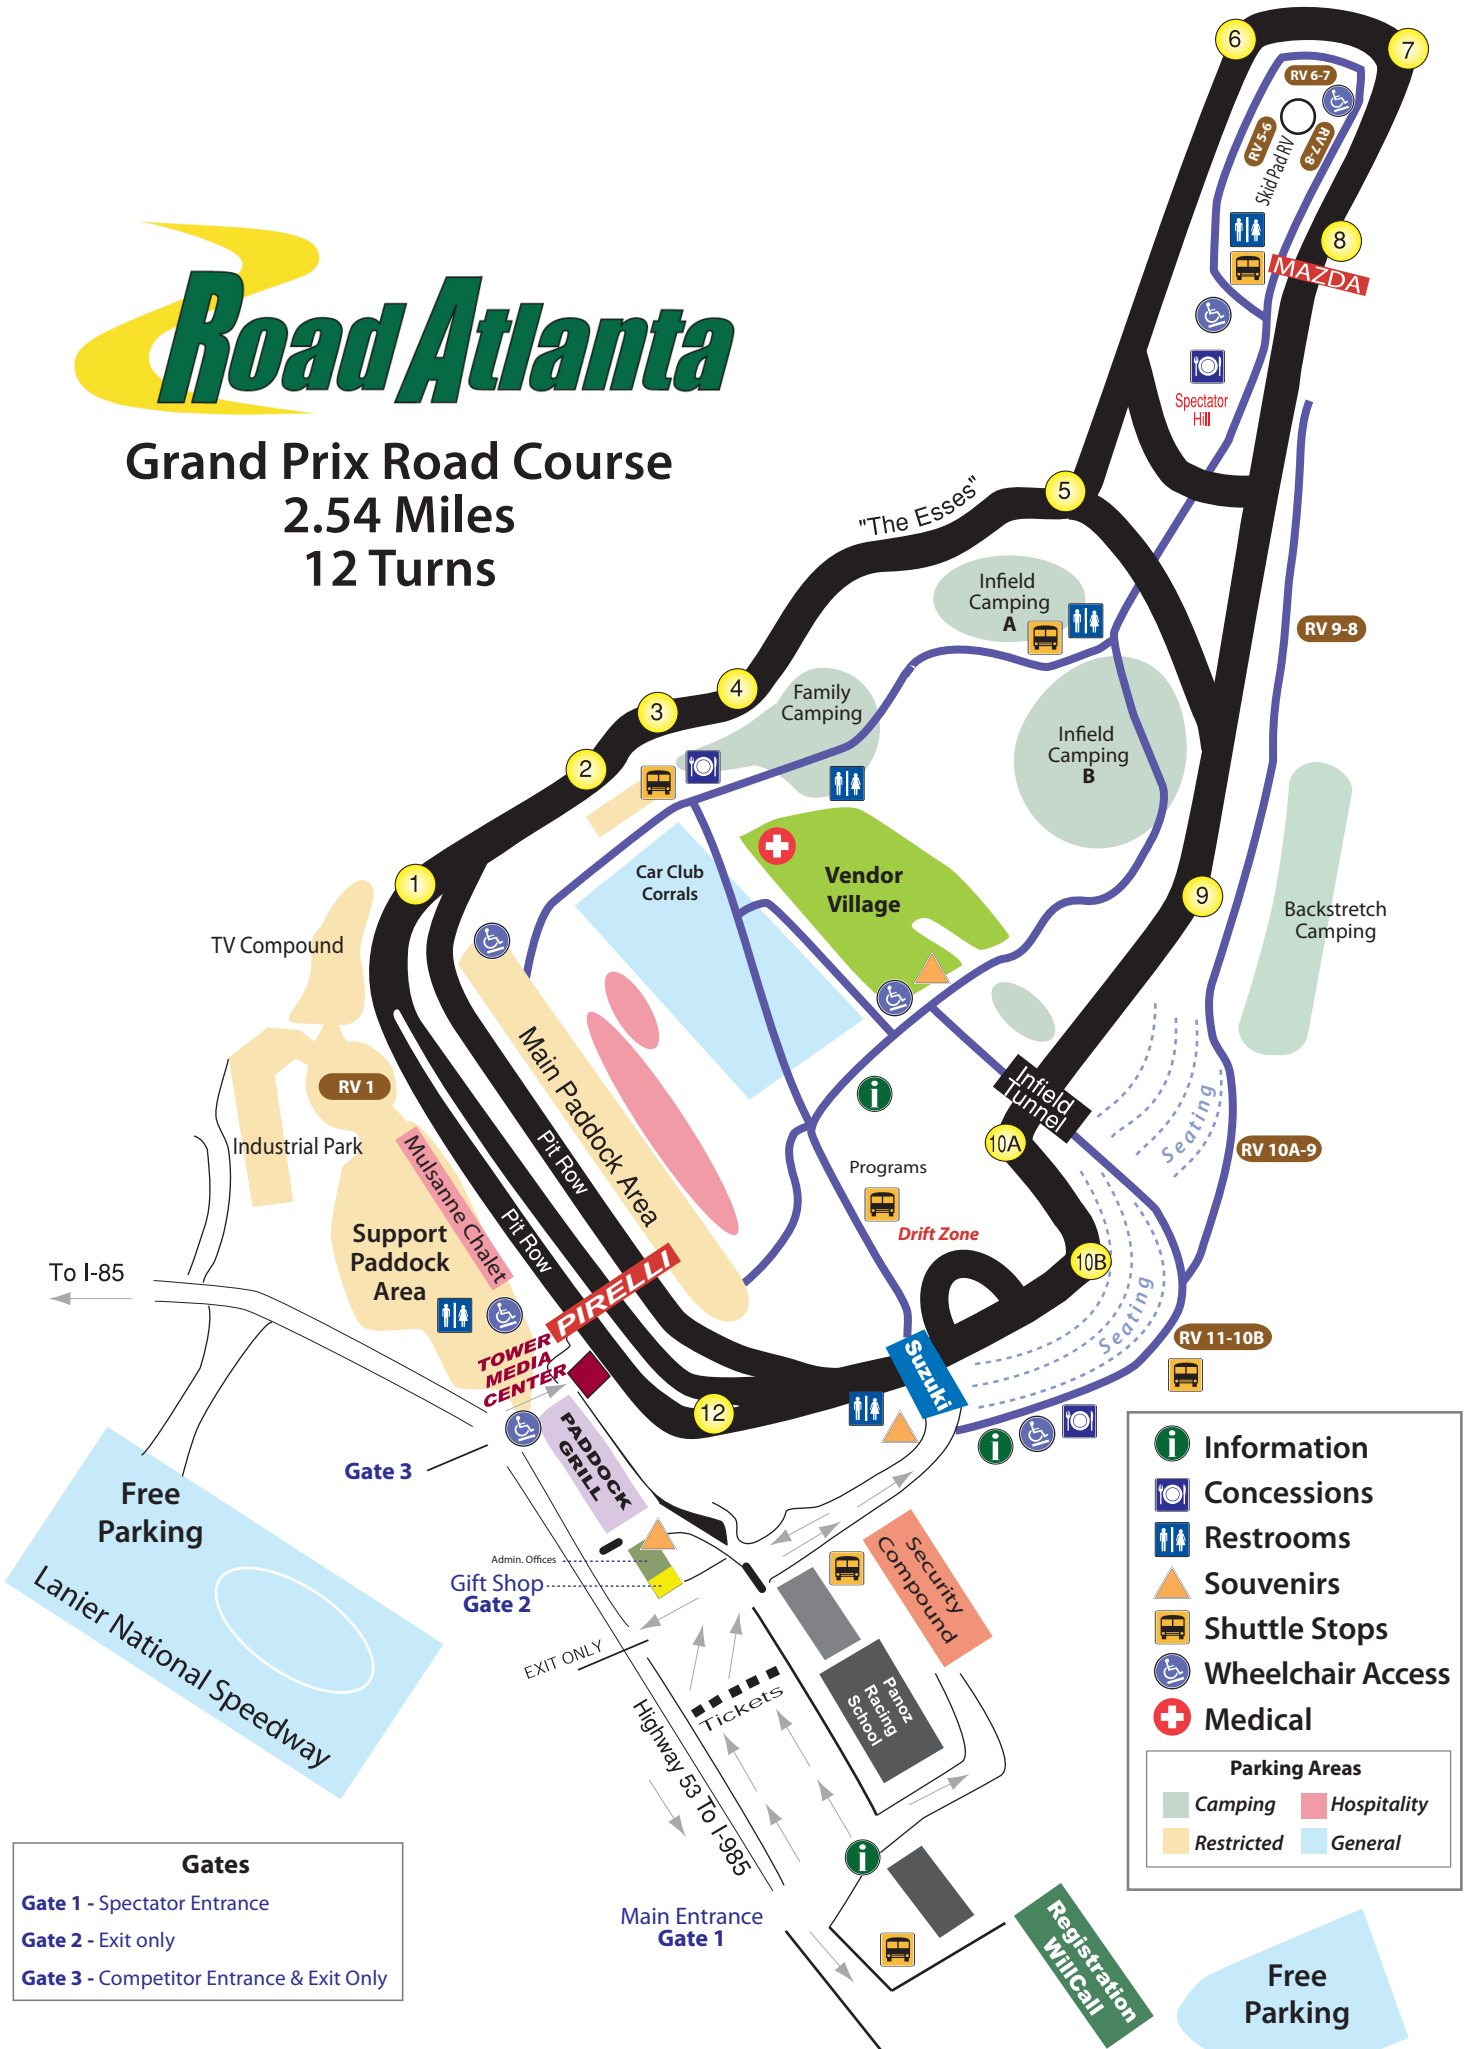 Road Atlanta
Grand Prix Road Course
2.54 Miles
12 Turns
6
7
RV 6-7
RV 5-6
RV 7-8
Skid Pad RV
8
MAZDA
Spectator
Hill
5
"The Esses"
Infield
Camping
A
RV 9-8
4
3
2
Family
Camping
Infield
Camping
B
1
Car Club
Corrals
Vendor
Village
9
Backstretch
Camping
TV Compound
RV 1
Industrial Park
Main Paddock Area
Pit Row
Pit Row
Mulsanne Chalet
Infield
Tunnel
10A
Seating
RV 10A-9
Programs
Drift Zone
10B
Seating
RV 11-10B
Support
Paddock
Area
To I-85
PIRELLI
TOWER
MEDIA
CENTER
Suzuki
12
PADDOCK
GRILL
Gate 3
Free
Parking
Lanier National Speedway
Admin. Offices
Gift Shop
Gate 2
EXIT ONLY
Security
Compound
Panoz
Racing
School
Tickets
Highway 53 To I-985
Main Entrance
Gate 1
Registration
WillCall
Free
Parking
Information
Concessions
Restrooms
Souvenirs
Shuttle Stops
Wheelchair Access
Medical
Parking Areas
Camping
Hospitality
Restricted
General
Gates
Gate 1 - Spectator Entrance
Gate 2 - Exit only
Gate 3 - Competitor Entrance & Exit Only